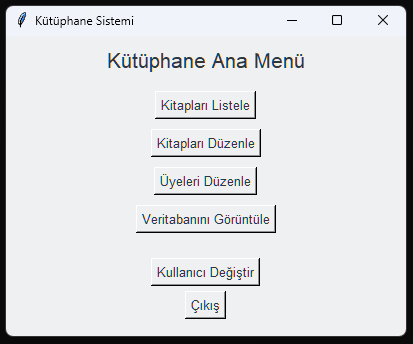 Kütüphane Sistemi
Kütüphane Ana Menü
Kitapları Listele
Kitapları Düzenle
Üyeleri Düzenle
Veritabanını Görüntüle
Kullanıcı Değiştir
Çıkış